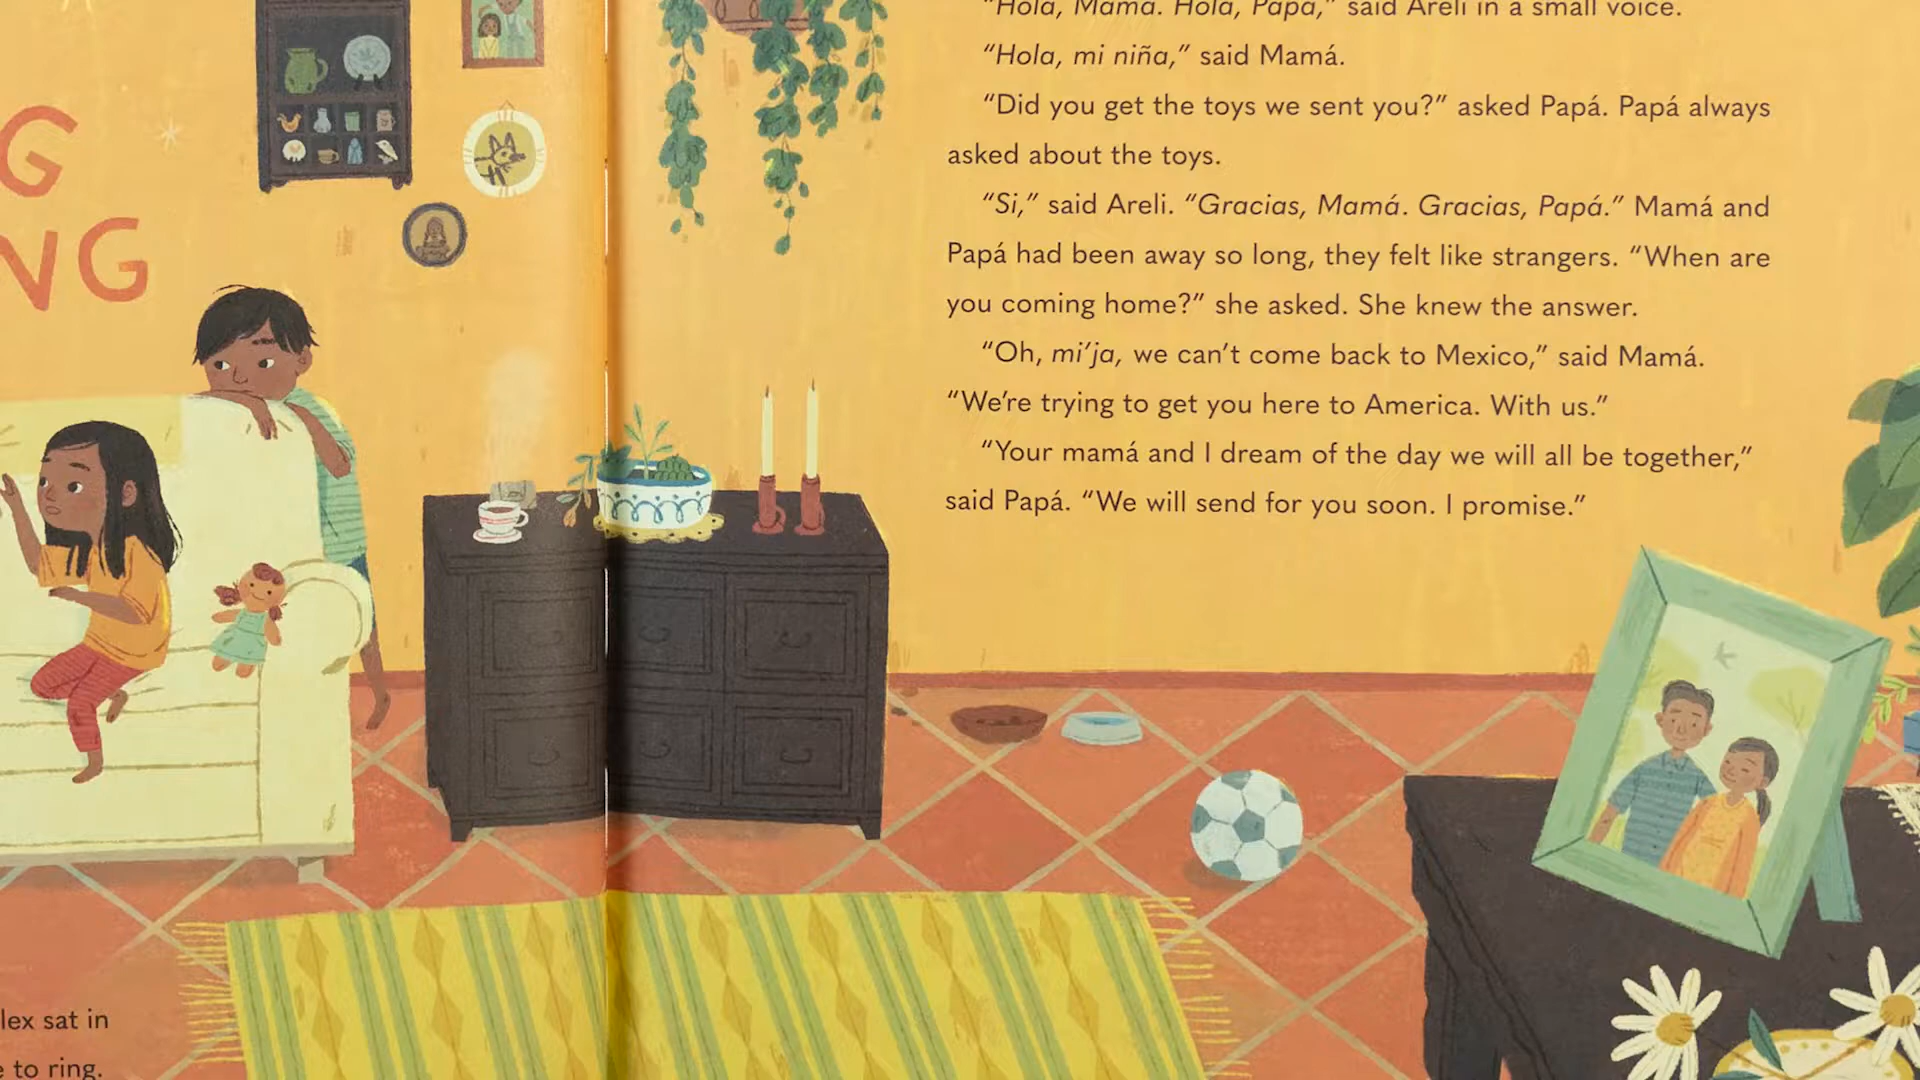 G
NG
lex sat in
e to ring.
“Hola, Mamá. Hola, Papá,” said Areli in a small voice.
“Hola, mi niña,” said Mamá.
“Did you get the toys we sent you?” asked Papá. Papá always
asked about the toys.
“Si,” said Areli. “Gracias, Mamá. Gracias, Papá.” Mamá and
Papá had been away so long, they felt like strangers. “When are
you coming home?” she asked. She knew the answer.
“Oh, mi’ja, we can’t come back to Mexico,” said Mamá.
“We’re trying to get you here to America. With us.”
“Your mamá and I dream of the day we will all be together,”
said Papá. “We will send for you soon. I promise.”